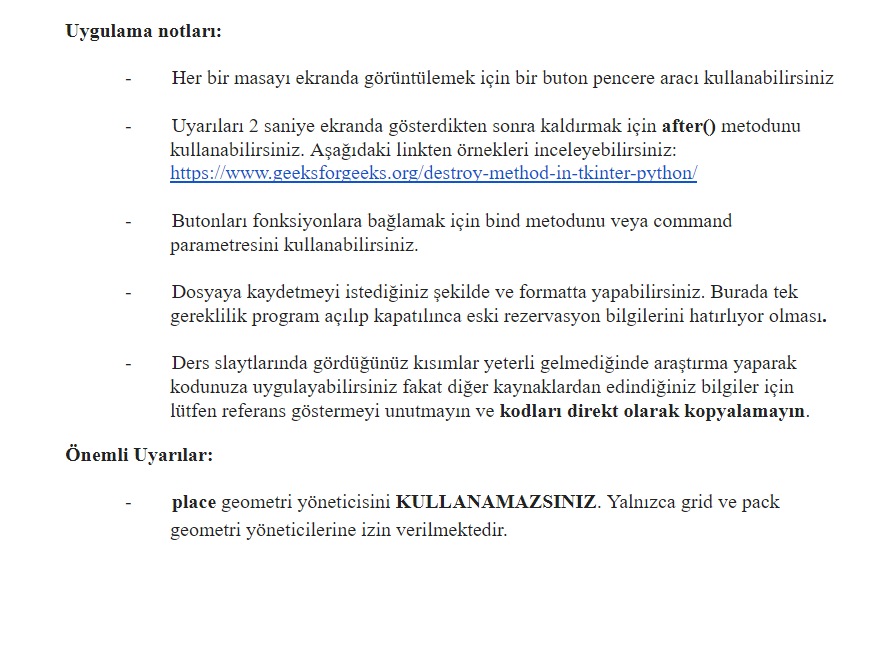 Uygulama notları:
- Her bir masayı ekranda görüntülemek için bir buton pencere aracı kullanabilirsiniz
- Uyarıları 2 saniye ekranda gösterdikten sonra kaldırmak için after() metodunu
kullanabilirsiniz. Aşağıdaki linkten örnekleri inceleyebilirsiniz:
https://www.geeksforgeeks.org/destroy-method-in-tkinter-python/
- Butonları fonksiyonlara bağlamak için bind metodunu veya command
parametresini kullanabilirsiniz.
- Dosyaya kaydetmeyi istediğiniz şekilde ve formatta yapabilirsiniz. Burada tek
gereklilik program açılıp kapatılınca eski rezervasyon bilgilerini hatırlıyor olması.
- Ders slaytlarında gördüğünüz kısımlar yeterli gelmediğinde araştırma yaparak
kodunuza uygulayabilirsiniz fakat diğer kaynaklardan edindiğiniz bilgiler için
lütfen referans göstermeyi unutmayın ve kodları direkt olarak kopyalamayın.
Önemli Uyarılar:
- place geometri yöneticisini KULLANAMAZSINIZ. Yalnızca grid ve pack
geometri yöneticilerine izin verilmektedir.